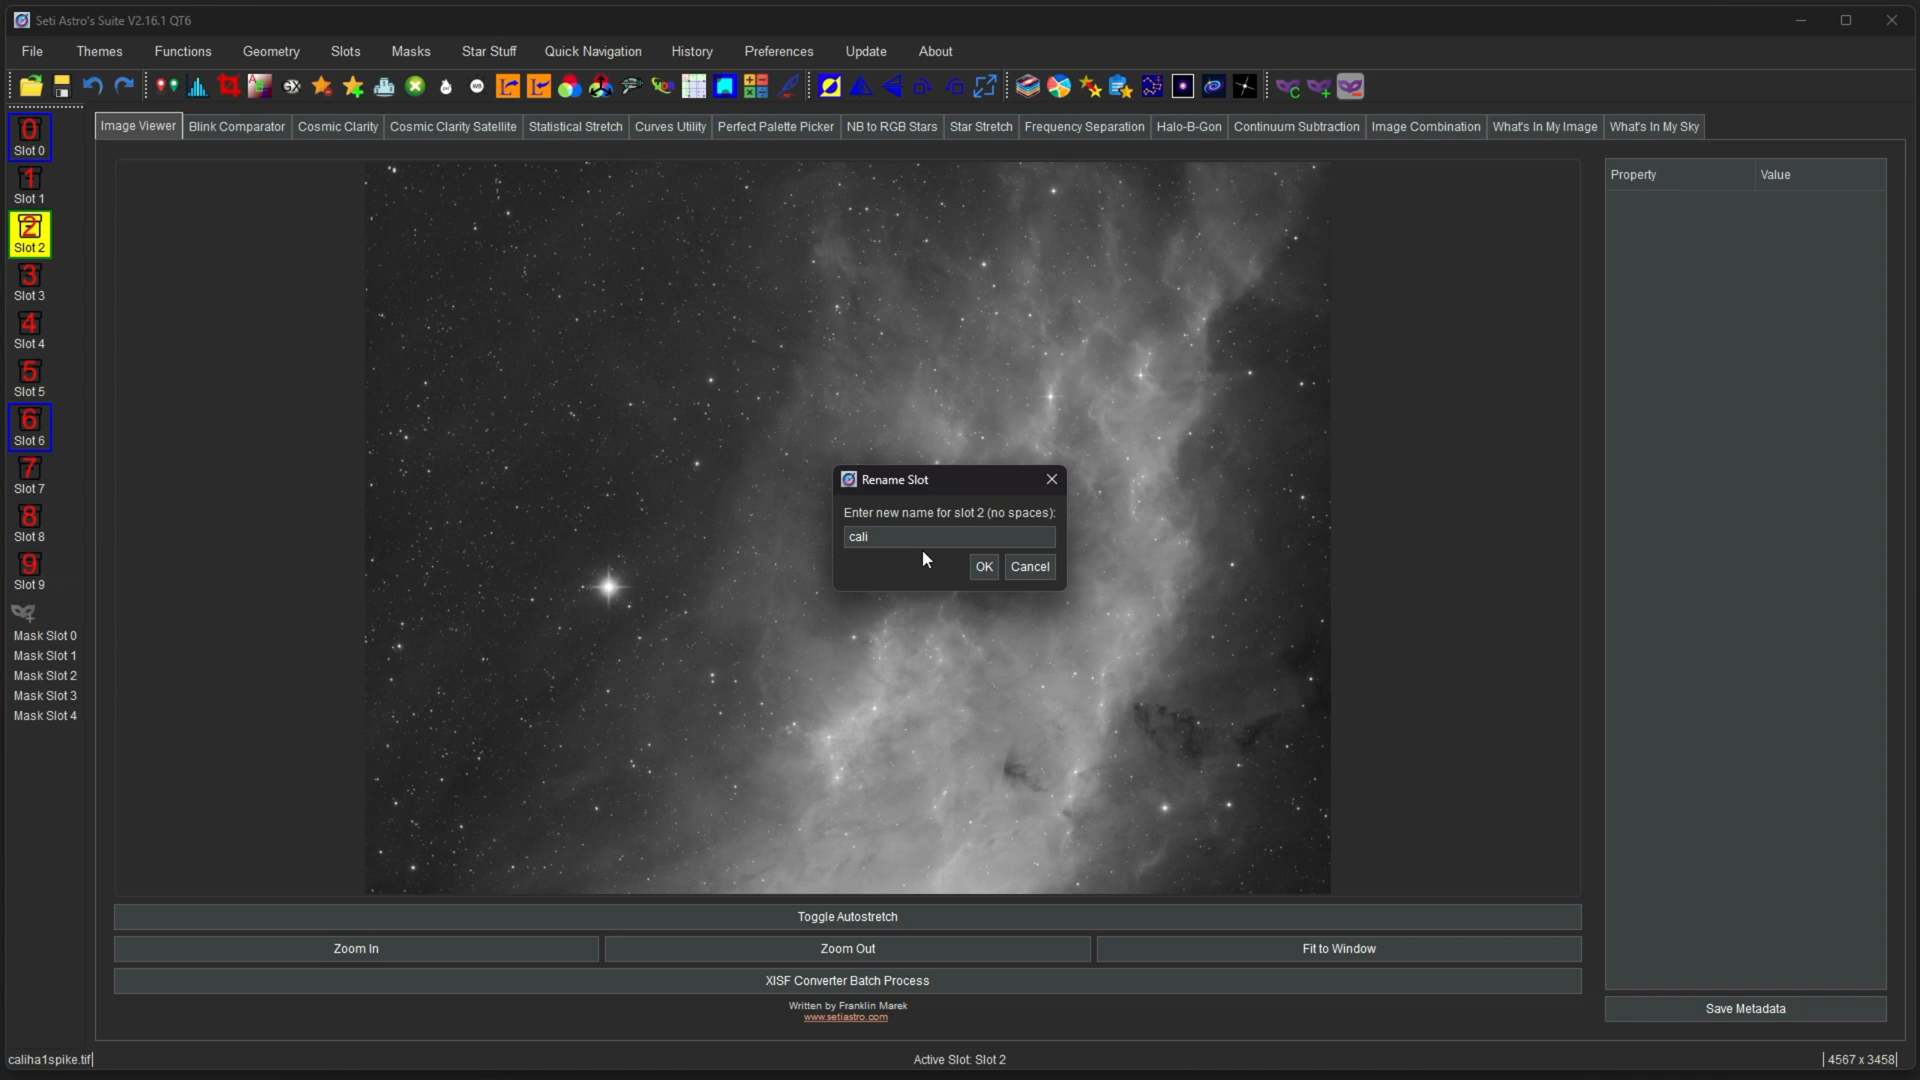 Seti Astro's Suite V2.16.1 QT6
File Themes Functions Geometry Slots Masks Star Stuff Quick Navigation History Preferences Update About
Image Viewer Blink Comparator Cosmic Clarity Cosmic Clarity Satellite Statistical Stretch Curves Utility Perfect Palette Picker NB to RGB Stars Star Stretch Frequency Separation Halo-B-Gon Continuum Subtraction Image Combination What's In My Image What's In My Sky
0
Slot 0
1
Slot 1
2
Slot 2
3
Slot 3
4
Slot 4
5
Slot 5
6
Slot 6
7
Slot 7
8
Slot 8
9
Slot 9
Mask Slot 0
Mask Slot 1
Mask Slot 2
Mask Slot 3
Mask Slot 4
Property Value
Rename Slot
Enter new name for slot 2 (no spaces):
cali
OK Cancel
Toggle Autostretch
Zoom In Zoom Out Fit to Window
XISF Converter Batch Process
Written by Franklin Marek
www.setiastro.com
Save Metadata
caliha1spike.tif Active Slot: Slot 2 4567 x 3458